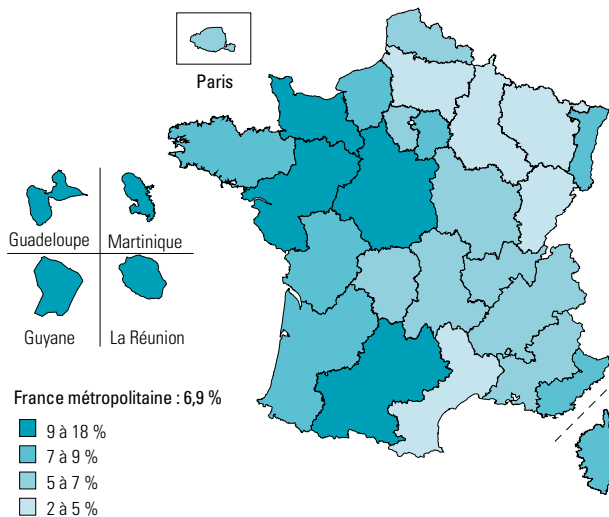 Paris
Guadeloupe
Martinique
Guyane
La Réunion
France métropolitaine : 6,9 %
9 à 18 %
7 à 9 %
5 à 7 %
2 à 5 %